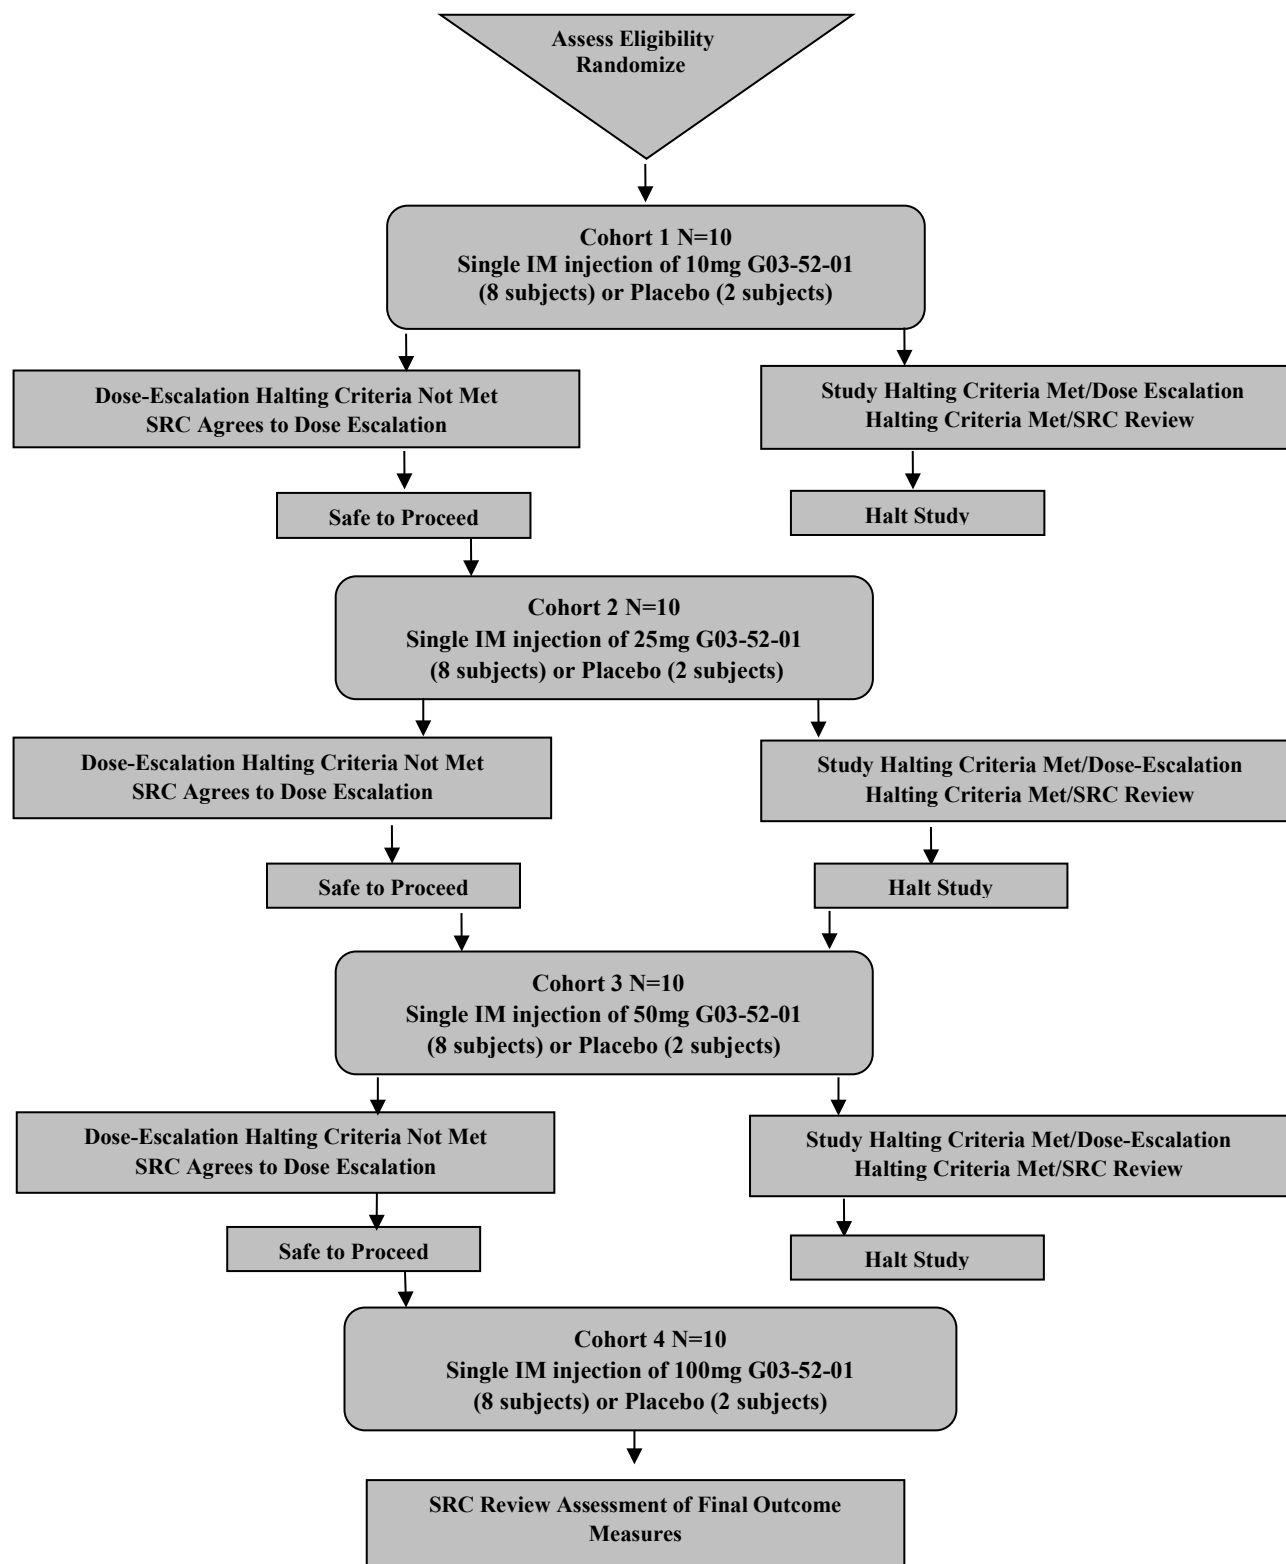 Assess Eligibility
Randomize
Cohort 1 N=10
Single IM injection of 10mg G03-52-01
(8 subjects) or Placebo (2 subjects)
Dose-Escalation Halting Criteria Not Met
SRC Agrees to Dose Escalation
Study Halting Criteria Met/Dose Escalation
Halting Criteria Met/SRC Review
Safe to Proceed
Halt Study
Cohort 2 N=10
Single IM injection of 25mg G03-52-01
(8 subjects) or Placebo (2 subjects)
Dose-Escalation Halting Criteria Not Met
SRC Agrees to Dose Escalation
Study Halting Criteria Met/Dose-Escalation
Halting Criteria Met/SRC Review
Safe to Proceed
Halt Study
Cohort 3 N=10
Single IM injection of 50mg G03-52-01
(8 subjects) or Placebo (2 subjects)
Dose-Escalation Halting Criteria Not Met
SRC Agrees to Dose Escalation
Study Halting Criteria Met/Dose-Escalation
Halting Criteria Met/SRC Review
Safe to Proceed
Halt Study
Cohort 4 N=10
Single IM injection of 100mg G03-52-01
(8 subjects) or Placebo (2 subjects)
SRC Review Assessment of Final Outcome
Measures